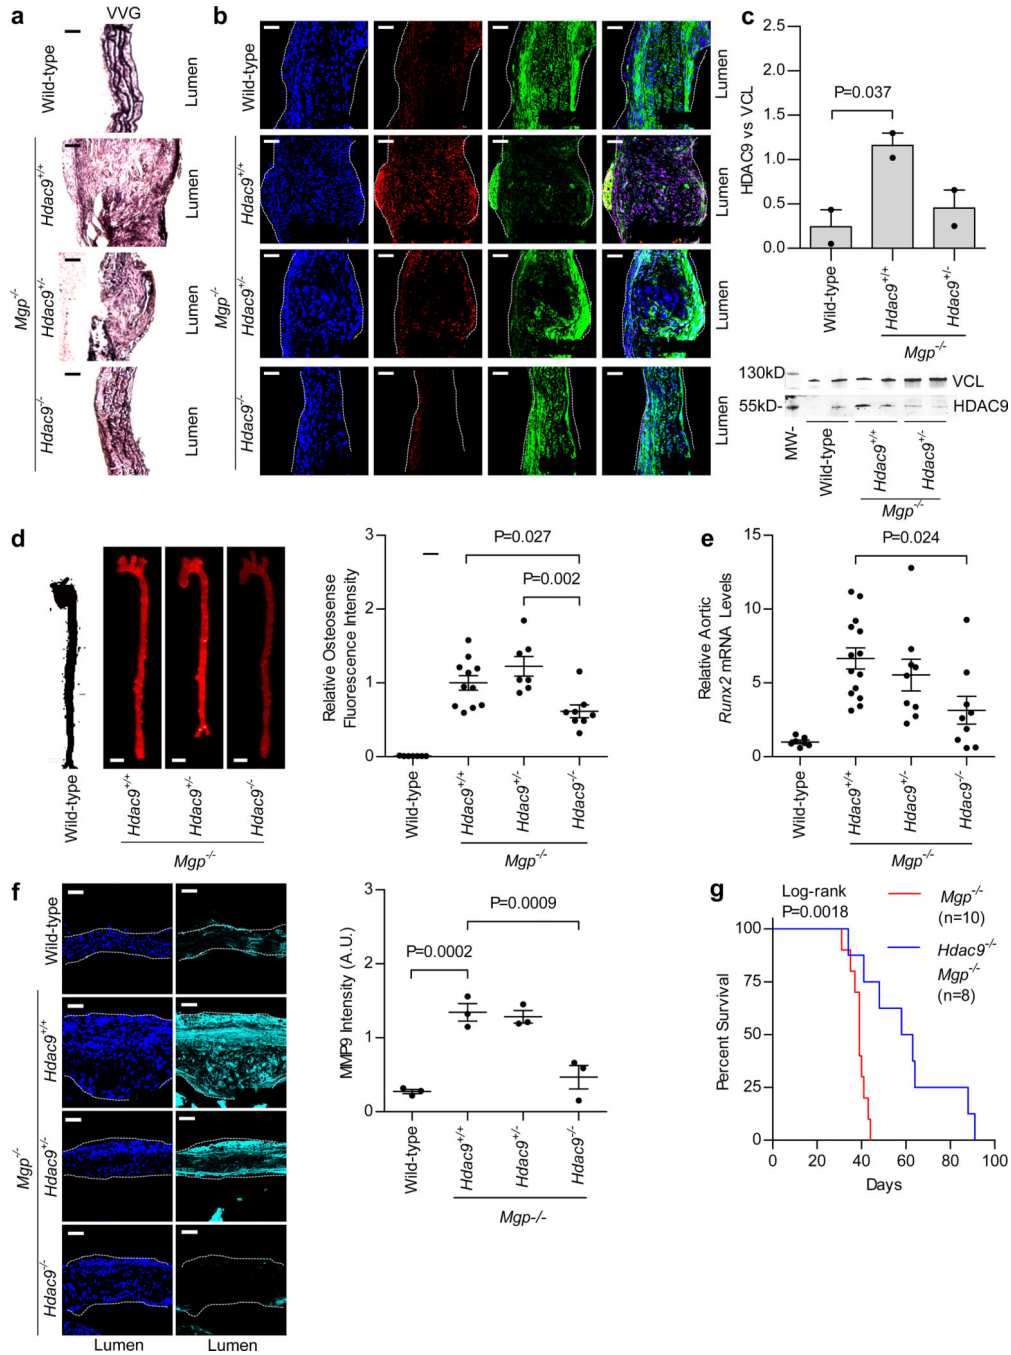 a
VVG
Wild-type
Lumen
Hdac9+/+
Lumen
Mgp-/-
Hdac9+/-
Lumen
Hdac9-/-
Lumen
b
Wild-type
Lumen
Hdac9+/+
Lumen
Mgp-/-
Hdac9+/-
Lumen
Hdac9-/-
Lumen
c
HDAC9 vs VCL
2.5
2.0
1.5
1.0
0.5
0.0
P=0.037
Wild-type
Hdac9+/+
Hdac9+/-
Mgp-/-
130kD
VCL
55kD-
HDAC9
MW-
Wild-type
Hdac9+/+
Hdac9+/-
Mgp-/-
d
Wild-type
Hdac9+/+
Hdac9+/-
Hdac9-/-
Mgp-/-
Relative Osteosense
Fluorescence Intensity
3
2
1
0
P=0.027
P=0.002
Wild-type
Hdac9+/+
Hdac9+/-
Hdac9-/-
Mgp-/-
e
Relative Aortic
Runx2 mRNA Levels
15
10
5
0
P=0.024
Wild-type
Hdac9+/+
Hdac9+/-
Hdac9-/-
Mgp-/-
f
Wild-type
Hdac9+/+
Mgp-/-
Hdac9+/-
Hdac9-/-
Lumen
Lumen
MMP9 Intensity (A.U.)
3
2
1
0
P=0.0009
P=0.0002
Wild-type
Hdac9+/+
Hdac9+/-
Hdac9-/-
Mgp-/-
g
Log-rank
P=0.0018
Mgp-/-
(n=10)
Hdac9-/-
Mgp-/-
(n=8)
Percent Survival
100
75
50
25
0
0 20 40 60 80 100
Days